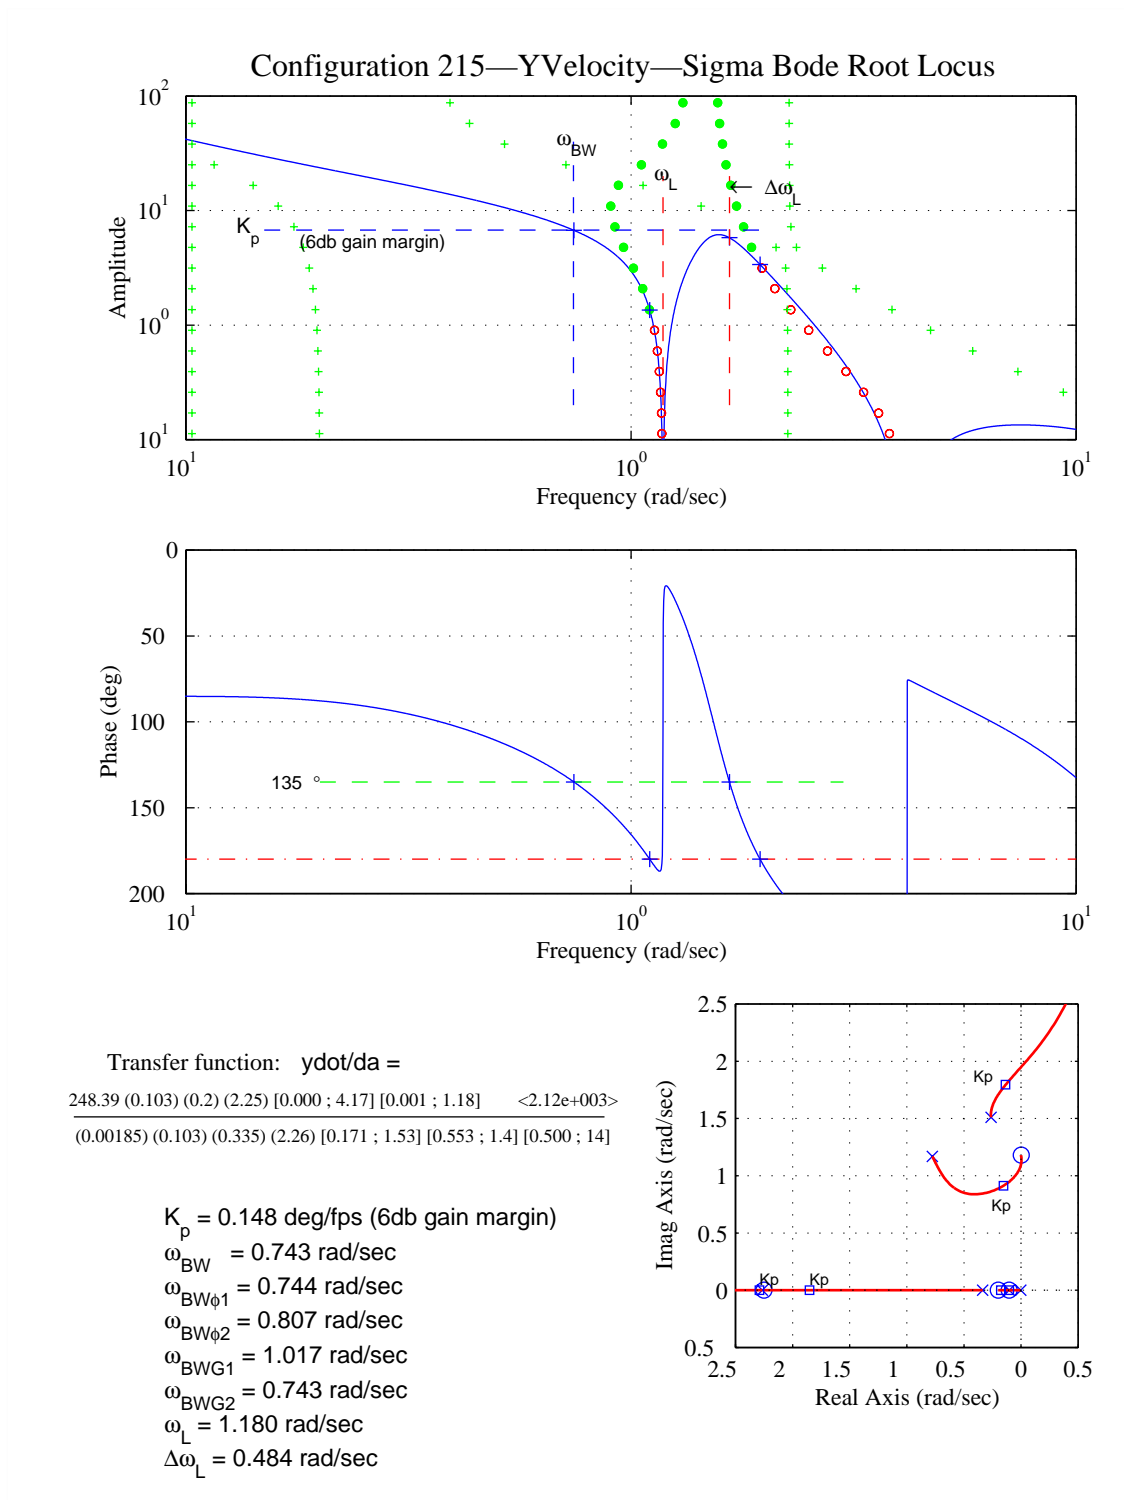 Configuration 215—YVelocity—Sigma Bode Root Locus
10^2
10^1
10^0
10^1
Amplitude
ω_BW
ω_L
← Δω_L
K_p
(6db gain margin)
10^1 10^0 10^1
Frequency (rad/sec)
0
50
100
150
200
Phase (deg)
135 °
10^1 10^0 10^1
Frequency (rad/sec)
Transfer function: ydot/da =
248.39 (0.103) (0.2) (2.25) [0.000 ; 4.17] [0.001 ; 1.18] <2.12e+003>
(0.00185) (0.103) (0.335) (2.26) [0.171 ; 1.53] [0.553 ; 1.4] [0.500 ; 14]
K_p = 0.148 deg/fps (6db gain margin)
ω_BW = 0.743 rad/sec
ω_BWφ1 = 0.744 rad/sec
ω_BWφ2 = 0.807 rad/sec
ω_BWG1 = 1.017 rad/sec
ω_BWG2 = 0.743 rad/sec
ω_L = 1.180 rad/sec
Δω_L = 0.484 rad/sec
2.5
2
1.5
1
0.5
0
0.5
Imag Axis (rad/sec)
Kp
Kp
Kp
Kp
2.5 2 1.5 1 0.5 0 0.5
Real Axis (rad/sec)